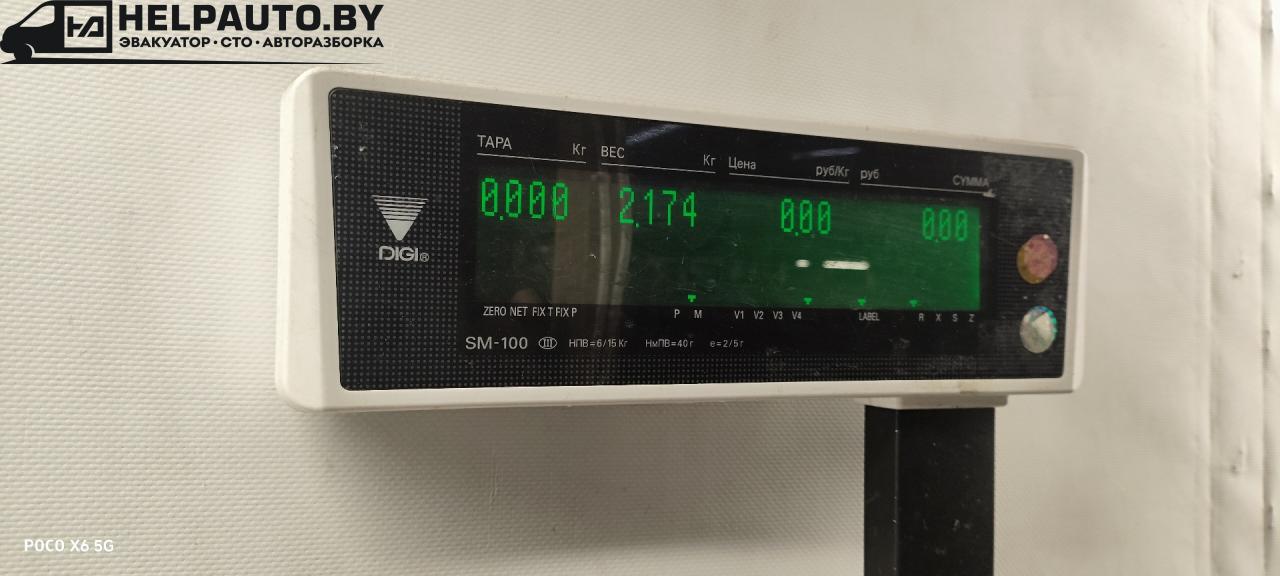 HELPAUTO.BY
ЭВАКУАТОР·СТО·АВТОРАЗБОРКА
ТАРА Кг ВЕС Кг Цена руб/Кг руб СУММА
0.000 2.174 0.00 0.00
DIGI®
ZERO NET FIX T FIX P P M V1 V2 V3 V4 LABEL R X S Z
SM-100 III НПВ=6/15 Кг НмПВ=40 г e=2/5 г
POCO X6 5G